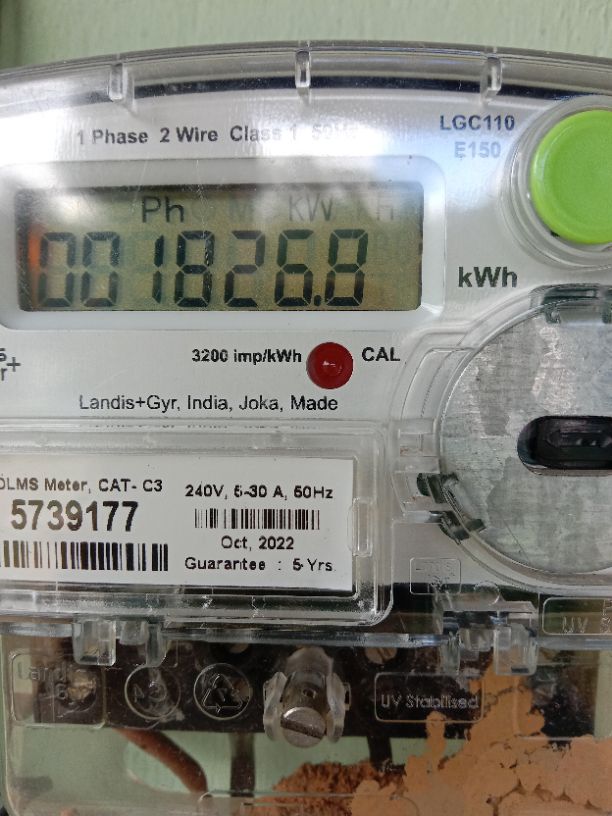 LGC110
E150
1 Phase 2 Wire Class 1 50Hz
Ph M KW H
001826.8
kWh
3200 imp/kWh CAL
Landis+Gyr, India, Joka, Made
DLMS Meter, CAT- C3
5739177
240V, 5-30 A, 50Hz
Oct, 2022
Guarantee : 5 Yrs
UV S
UV Stabilised